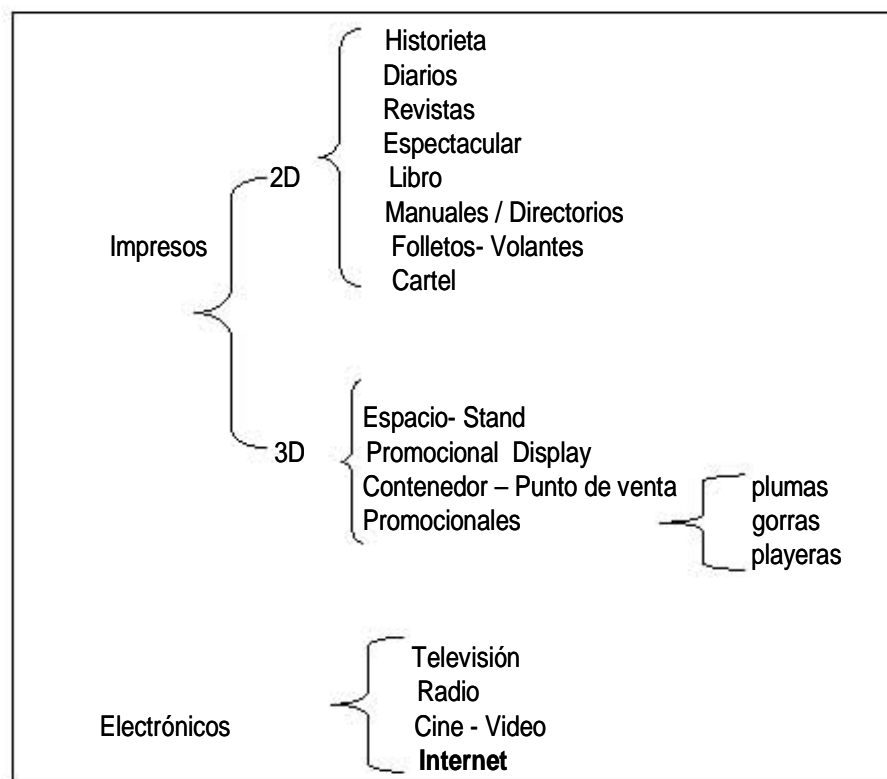 Impresos
2D
Historieta
Diarios
Revistas
Espectacular
Libro
Manuales / Directorios
Folletos- Volantes
Cartel
3D
Espacio- Stand
Promocional Display
Contenedor – Punto de venta
Promocionales
plumas
gorras
playeras
Electrónicos
Televisión
Radio
Cine - Video
Internet